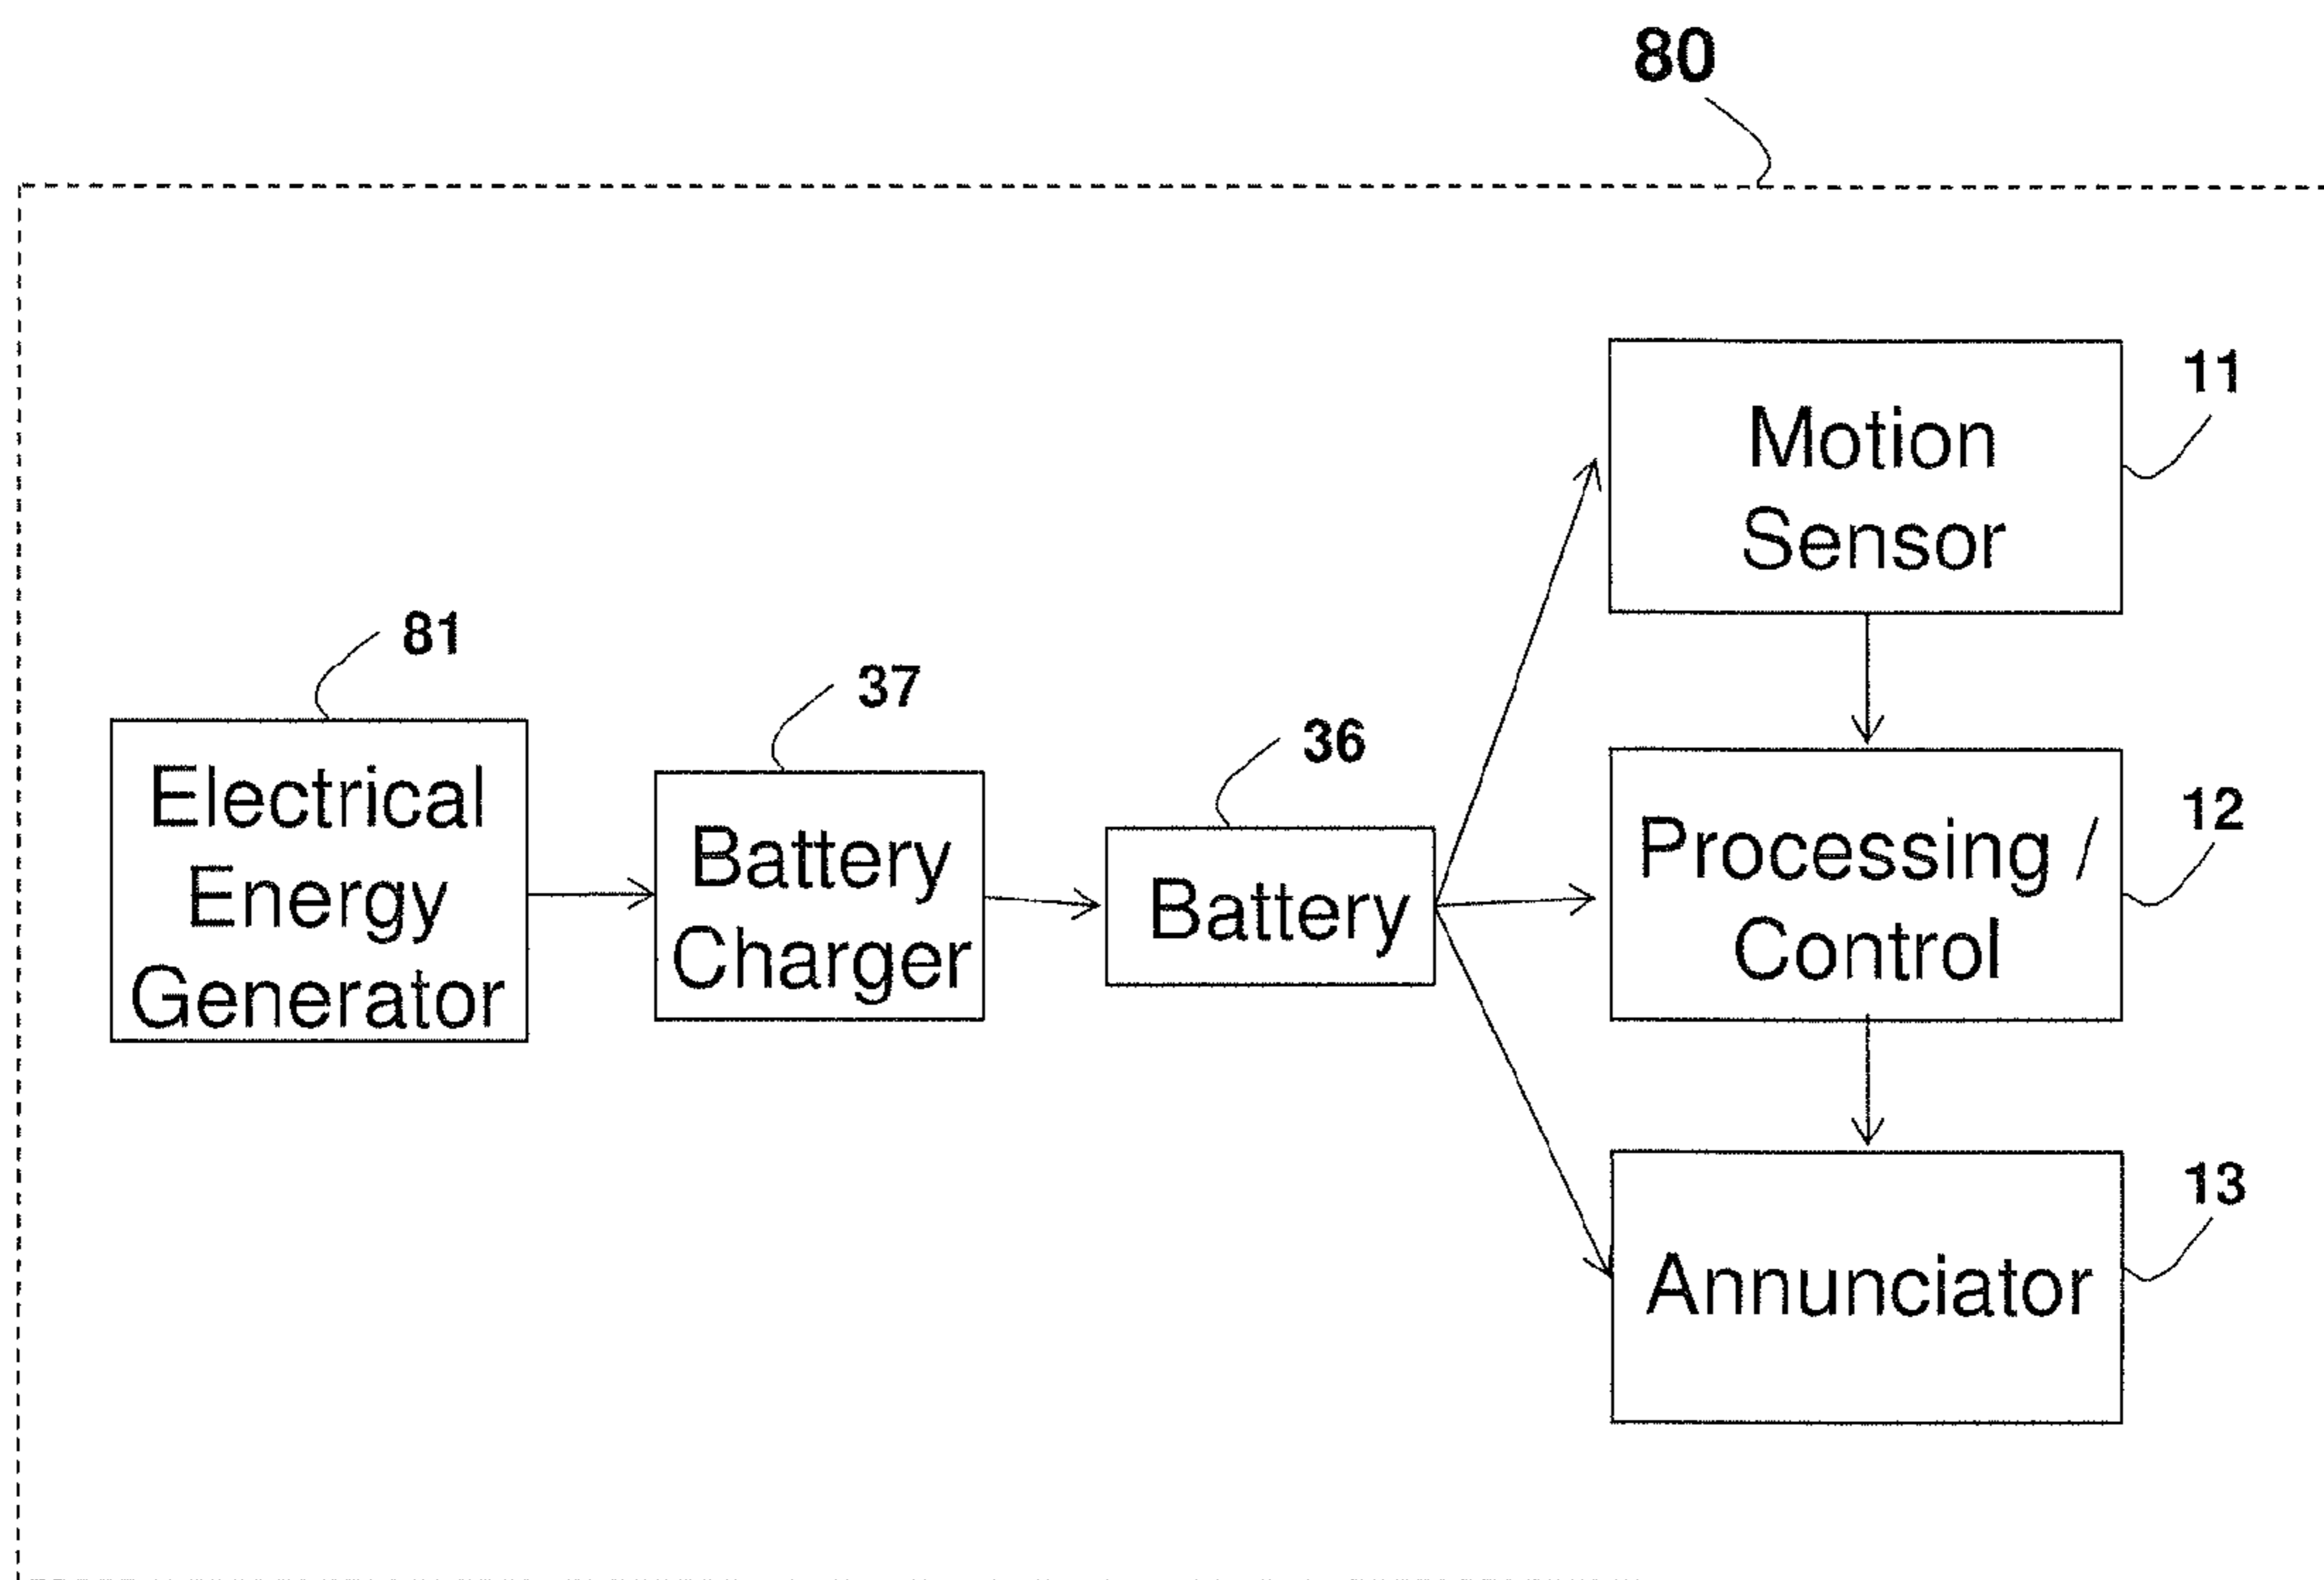 80
11
Motion
Sensor
81
37
36
Electrical
Energy
Generator
Battery
Charger
Battery
12
Processing /
Control
13
Annunciator